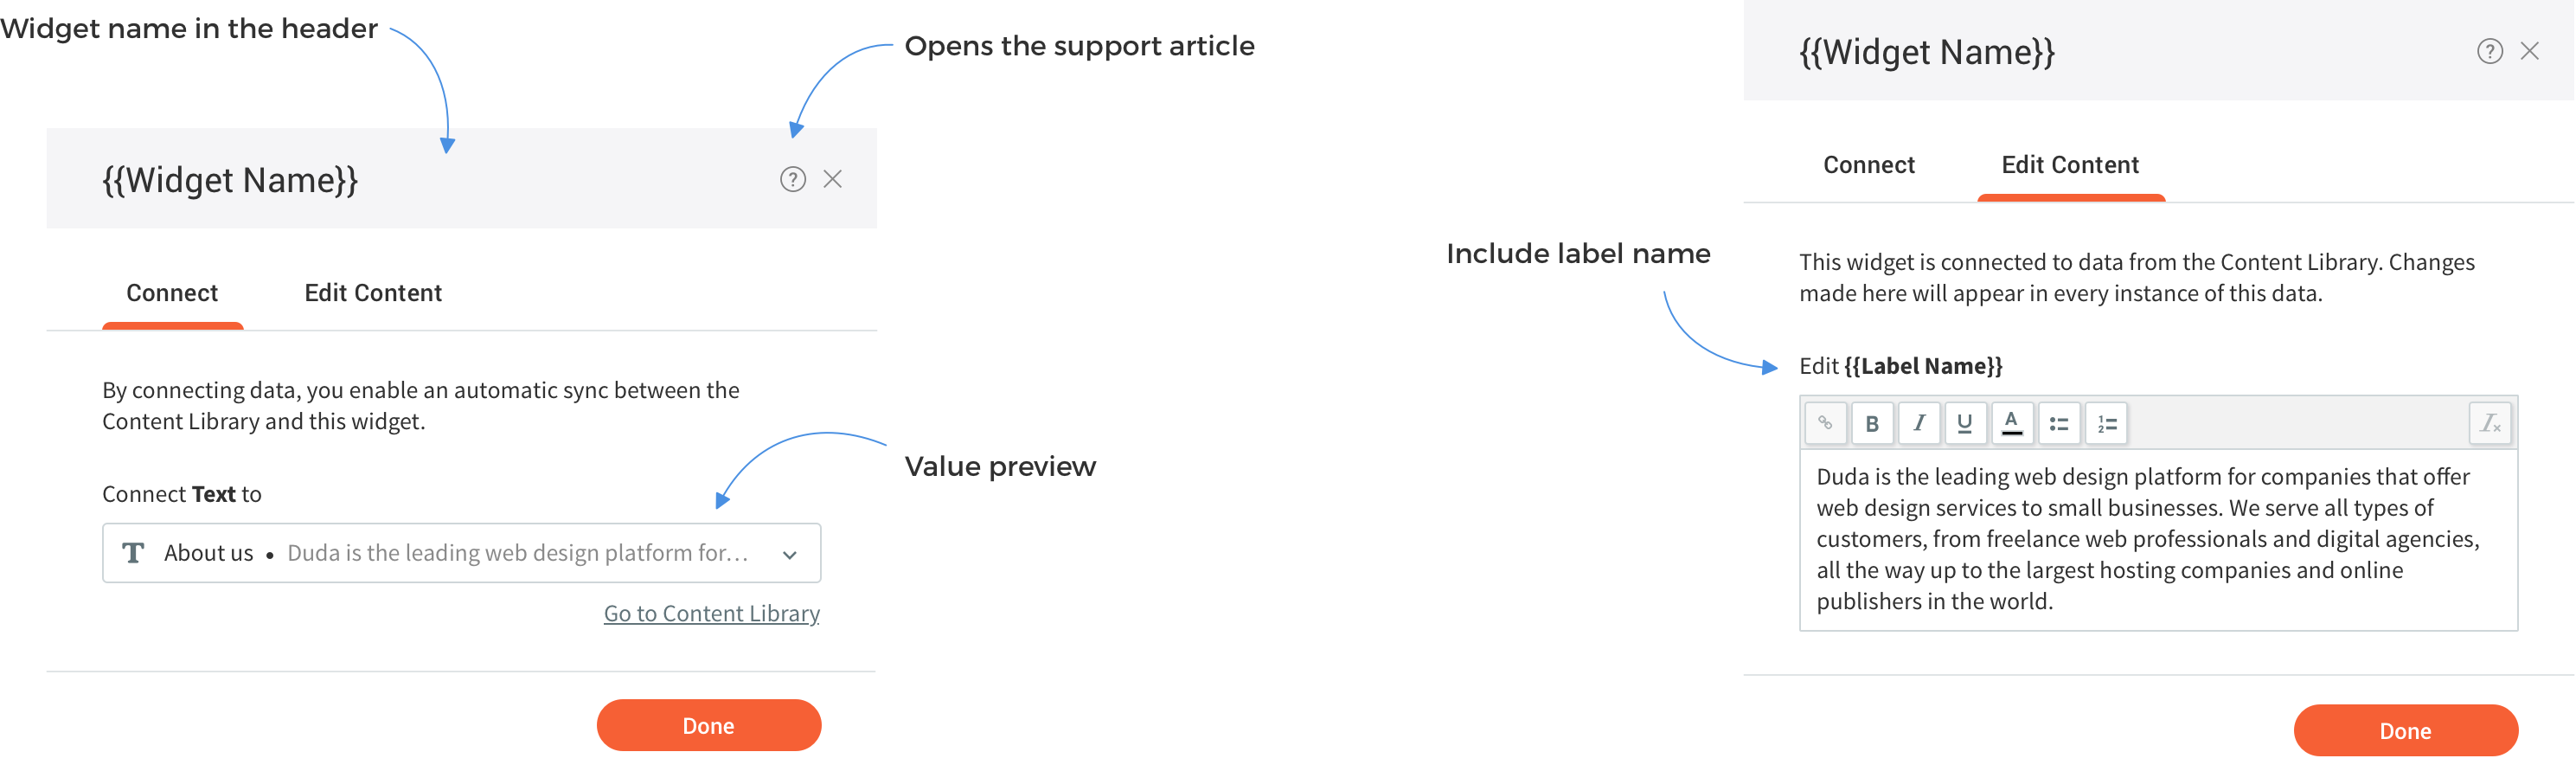 Widget name in the header
Opens the support article
{{Widget Name}}
Connect
Edit Content
By connecting data, you enable an automatic sync between the
Content Library and this widget.
Value preview
Connect Text to
T About us • Duda is the leading web design platform for...
Go to Content Library
Done
{{Widget Name}}
Connect
Edit Content
This widget is connected to data from the Content Library. Changes
made here will appear in every instance of this data.
Include label name
Edit {{Label Name}}
B I U A
Duda is the leading web design platform for companies that offer
web design services to small businesses. We serve all types of
customers, from freelance web professionals and digital agencies,
all the way up to the largest hosting companies and online
publishers in the world.
Done